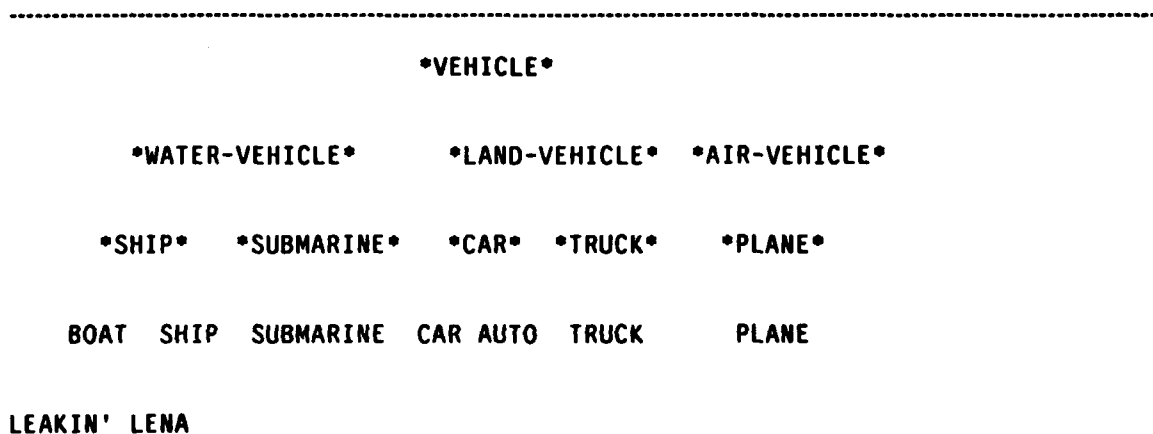 *VEHICLE*
*WATER-VEHICLE* *LAND-VEHICLE* *AIR-VEHICLE*
*SHIP* *SUBMARINE* *CAR* *TRUCK* *PLANE*
BOAT SHIP SUBMARINE CAR AUTO TRUCK PLANE
LEAKIN' LENA